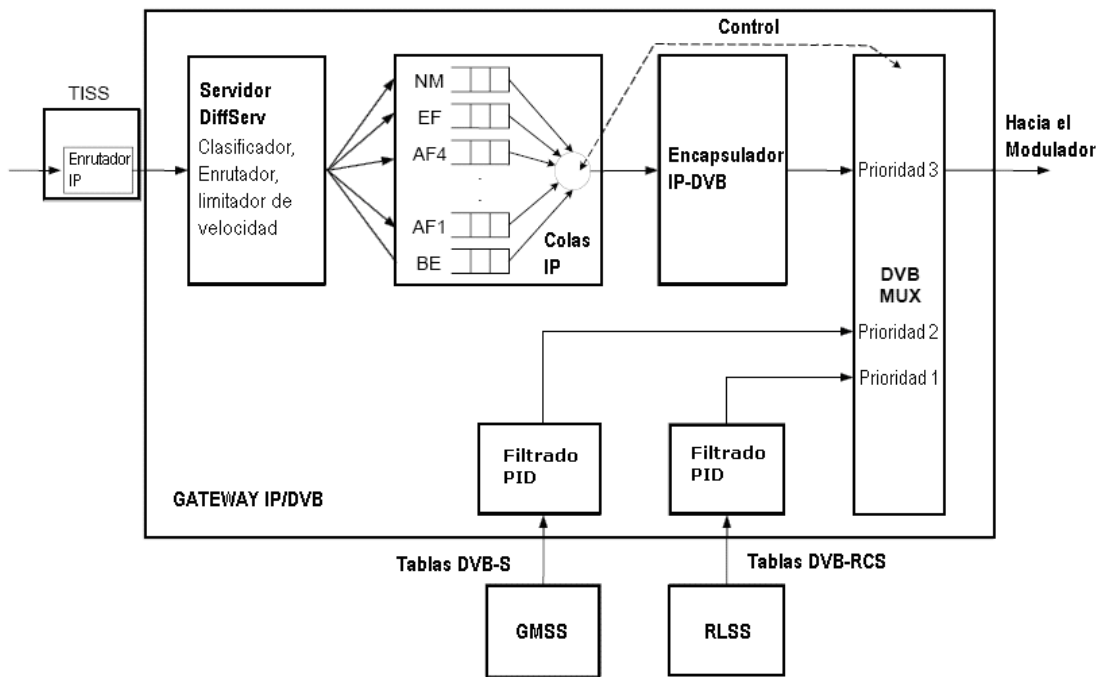 Control
TISS
Enrutador
IP
Servidor
DiffServ
Clasificador,
Enrutador,
limitador de
velocidad
NM
EF
AF4
.
.
AF1
BE
Colas
IP
Encapsulador
IP-DVB
Prioridad 3
DVB
MUX
Prioridad 2
Prioridad 1
Hacia el
Modulador
Filtrado
PID
Filtrado
PID
GATEWAY IP/DVB
Tablas DVB-S
Tablas DVB-RCS
GMSS
RLSS